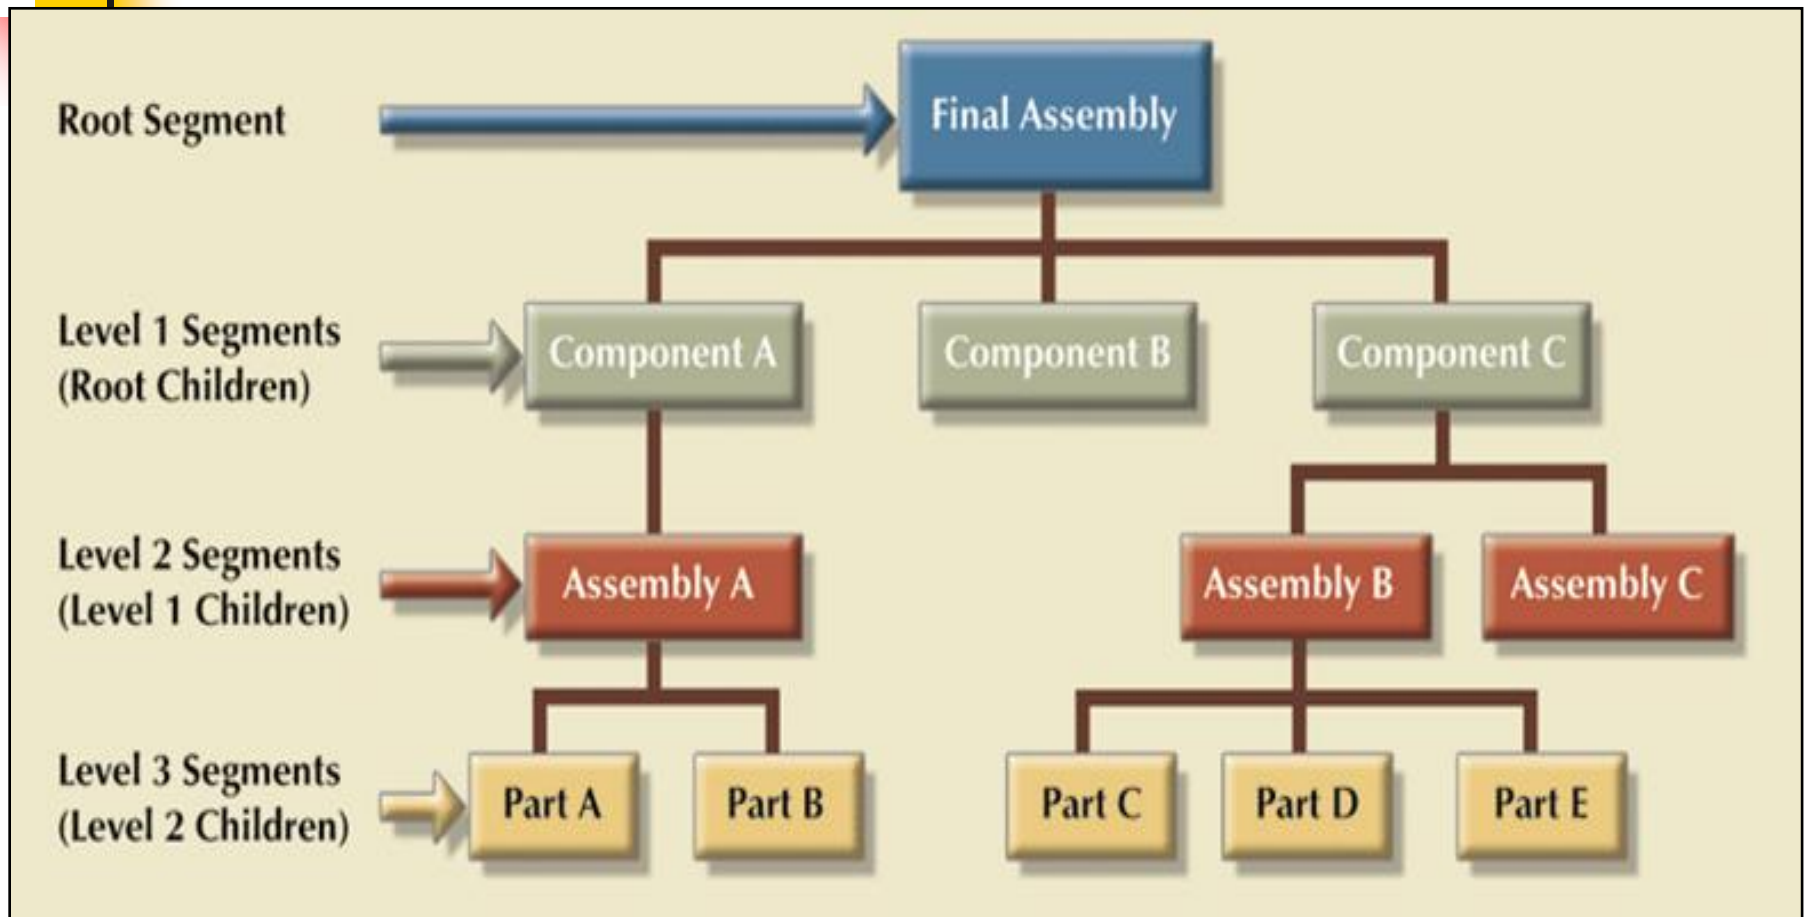 Root Segment
Final Assembly
Level 1 Segments
(Root Children)
Component A
Component B
Component C
Level 2 Segments
(Level 1 Children)
Assembly A
Assembly B
Assembly C
Level 3 Segments
(Level 2 Children)
Part A
Part B
Part C
Part D
Part E